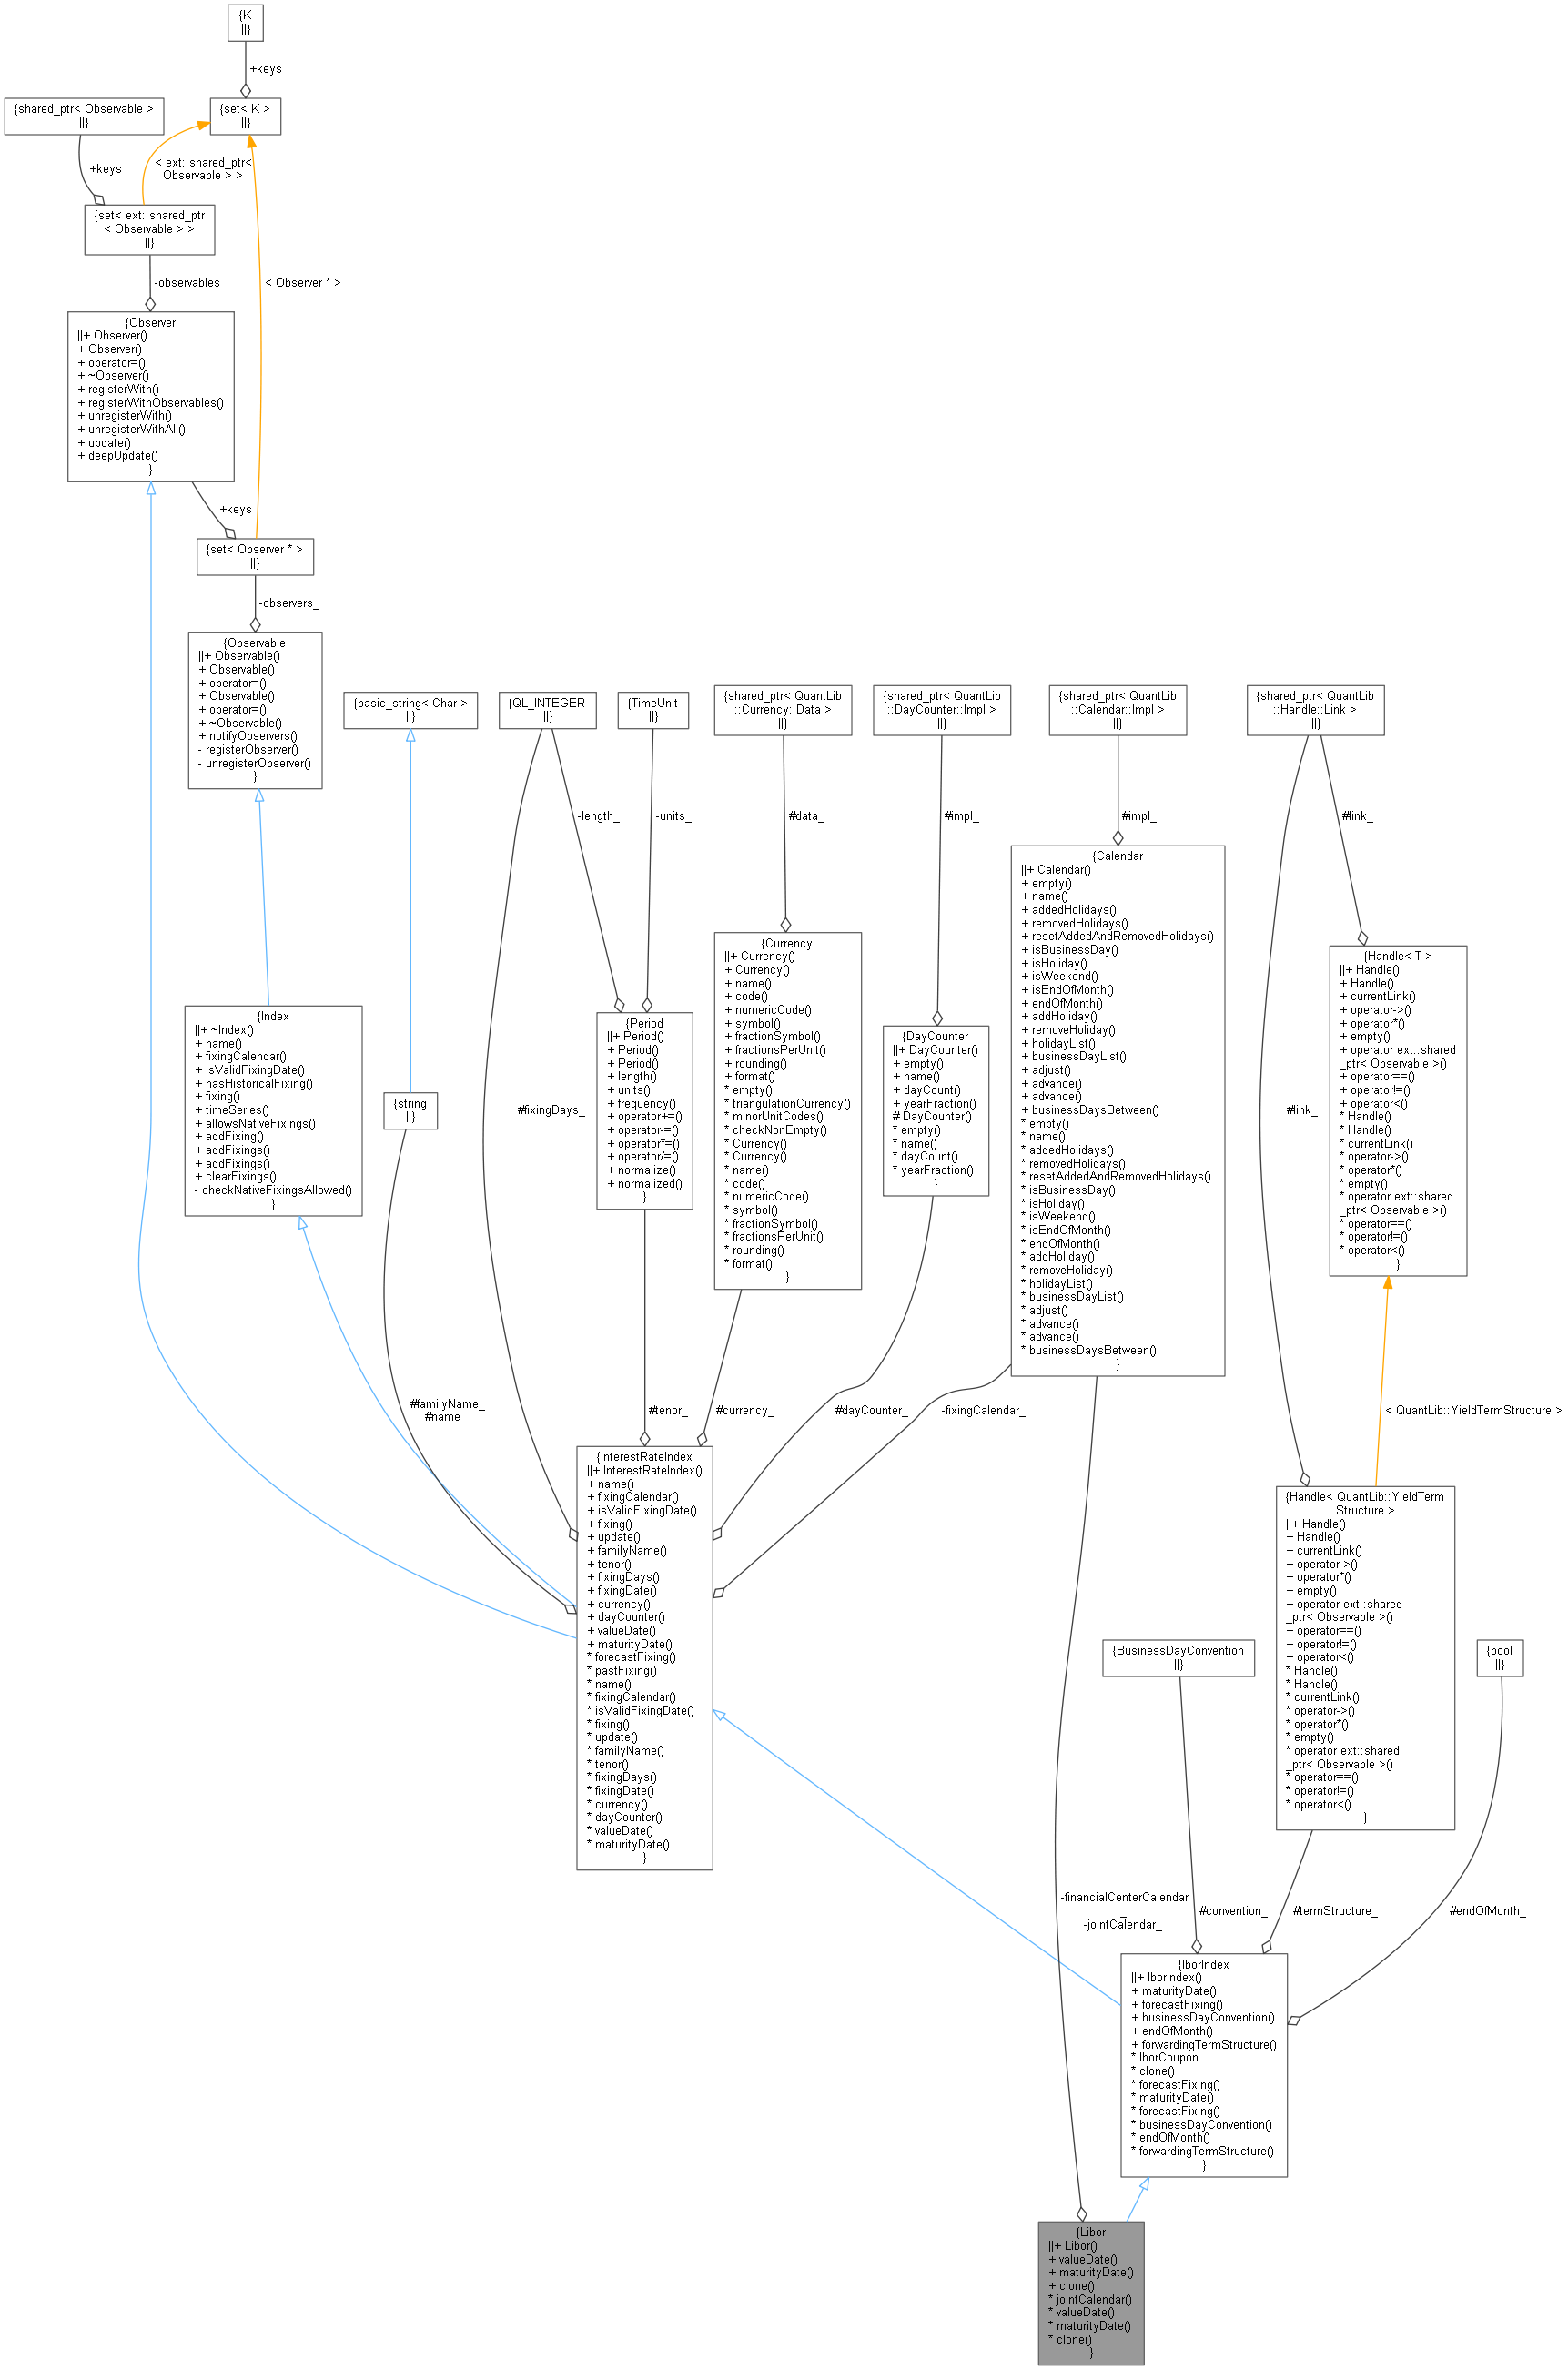 {K
||}
+keys
{shared_ptr< Observable >
||}
{set< K >
||}
+keys
< ext::shared_ptr<
Observable > >
{set< ext::shared_ptr
< Observable > >
||}
-observables_
< Observer * >
{Observer
||+ Observer()
+ Observer()
+ operator=()
+ ~Observer()
+ registerWith()
+ registerWithObservables()
+ unregisterWith()
+ unregisterWithAll()
+ update()
+ deepUpdate()
}
+keys
{set< Observer * >
||}
-observers_
{Observable
||+ Observable()
+ Observable()
+ operator=()
+ Observable()
+ operator=()
+ ~Observable()
+ notifyObservers()
- registerObserver()
- unregisterObserver()
}
{basic_string< Char >
||}
{QL_INTEGER
||}
{TimeUnit
||}
{shared_ptr< QuantLib
::Currency::Data >
||}
{shared_ptr< QuantLib
::DayCounter::Impl >
||}
{shared_ptr< QuantLib
::Calendar::Impl >
||}
{shared_ptr< QuantLib
::Handle::Link >
||}
-length_
-units_
#data_
#impl_
#impl_
#link_
{Index
||+ ~Index()
+ name()
+ fixingCalendar()
+ isValidFixingDate()
+ hasHistoricalFixing()
+ fixing()
+ timeSeries()
+ allowsNativeFixings()
+ addFixing()
+ addFixings()
+ addFixings()
+ clearFixings()
- checkNativeFixingsAllowed()
}
{string
||}
#fixingDays_
{Period
||+ Period()
+ Period()
+ Period()
+ length()
+ units()
+ frequency()
+ operator+=()
+ operator-=()
+ operator*=()
+ operator/=()
+ normalize()
+ normalized()
}
{Currency
||+ Currency()
+ Currency()
+ name()
+ code()
+ numericCode()
+ symbol()
+ fractionSymbol()
+ fractionsPerUnit()
+ rounding()
+ format()
* empty()
* triangulationCurrency()
* minorUnitCodes()
* checkNonEmpty()
* Currency()
* Currency()
* name()
* code()
* numericCode()
* symbol()
* fractionSymbol()
* fractionsPerUnit()
* rounding()
* format()
}
{DayCounter
||+ DayCounter()
+ empty()
+ name()
+ dayCount()
+ yearFraction()
# DayCounter()
* empty()
* name()
* dayCount()
* yearFraction()
}
{Calendar
||+ Calendar()
+ empty()
+ name()
+ addedHolidays()
+ removedHolidays()
+ resetAddedAndRemovedHolidays()
+ isBusinessDay()
+ isHoliday()
+ isWeekend()
+ isEndOfMonth()
+ endOfMonth()
+ addHoliday()
+ removeHoliday()
+ holidayList()
+ businessDayList()
+ adjust()
+ advance()
+ advance()
+ businessDaysBetween()
* empty()
* name()
* addedHolidays()
* removedHolidays()
* resetAddedAndRemovedHolidays()
* isBusinessDay()
* isHoliday()
* isWeekend()
* isEndOfMonth()
* endOfMonth()
* addHoliday()
* removeHoliday()
* holidayList()
* businessDayList()
* adjust()
* advance()
* advance()
* businessDaysBetween()
}
#link_
{Handle< T >
||+ Handle()
+ Handle()
+ currentLink()
+ operator->()
+ operator*()
+ empty()
+ operator ext::shared
_ptr< Observable >()
+ operator==()
+ operator!=()
+ operator<()
* Handle()
* Handle()
* currentLink()
* operator->()
* operator*()
* empty()
* operator ext::shared
_ptr< Observable >()
* operator==()
* operator!=()
* operator<()
}
#familyName_
#name_
#tenor_
#currency_
#dayCounter_
-fixingCalendar_
< QuantLib::YieldTermStructure >
{InterestRateIndex
||+ InterestRateIndex()
+ name()
+ fixingCalendar()
+ isValidFixingDate()
+ fixing()
+ update()
+ familyName()
+ tenor()
+ fixingDays()
+ fixingDate()
+ currency()
+ dayCounter()
+ valueDate()
+ maturityDate()
* forecastFixing()
* pastFixing()
* name()
* fixingCalendar()
* isValidFixingDate()
* fixing()
* update()
* familyName()
* tenor()
* fixingDays()
* fixingDate()
* currency()
* dayCounter()
* valueDate()
* maturityDate()
}
{BusinessDayConvention
||}
{Handle< QuantLib::YieldTerm
Structure >
||+ Handle()
+ Handle()
+ currentLink()
+ operator->()
+ operator*()
+ empty()
+ operator ext::shared
_ptr< Observable >()
+ operator==()
+ operator!=()
+ operator<()
* Handle()
* Handle()
* currentLink()
* operator->()
* operator*()
* empty()
* operator ext::shared
_ptr< Observable >()
* operator==()
* operator!=()
* operator<()
}
{bool
||}
-financialCenterCalendar
_
-jointCalendar_
#convention_
#termStructure_
#endOfMonth_
{IborIndex
||+ IborIndex()
+ maturityDate()
+ forecastFixing()
+ businessDayConvention()
+ endOfMonth()
+ forwardingTermStructure()
* IborCoupon
* clone()
* forecastFixing()
* maturityDate()
* forecastFixing()
* businessDayConvention()
* endOfMonth()
* forwardingTermStructure()
}
{Libor
||+ Libor()
+ valueDate()
+ maturityDate()
+ clone()
* jointCalendar()
* valueDate()
* maturityDate()
* clone()
}